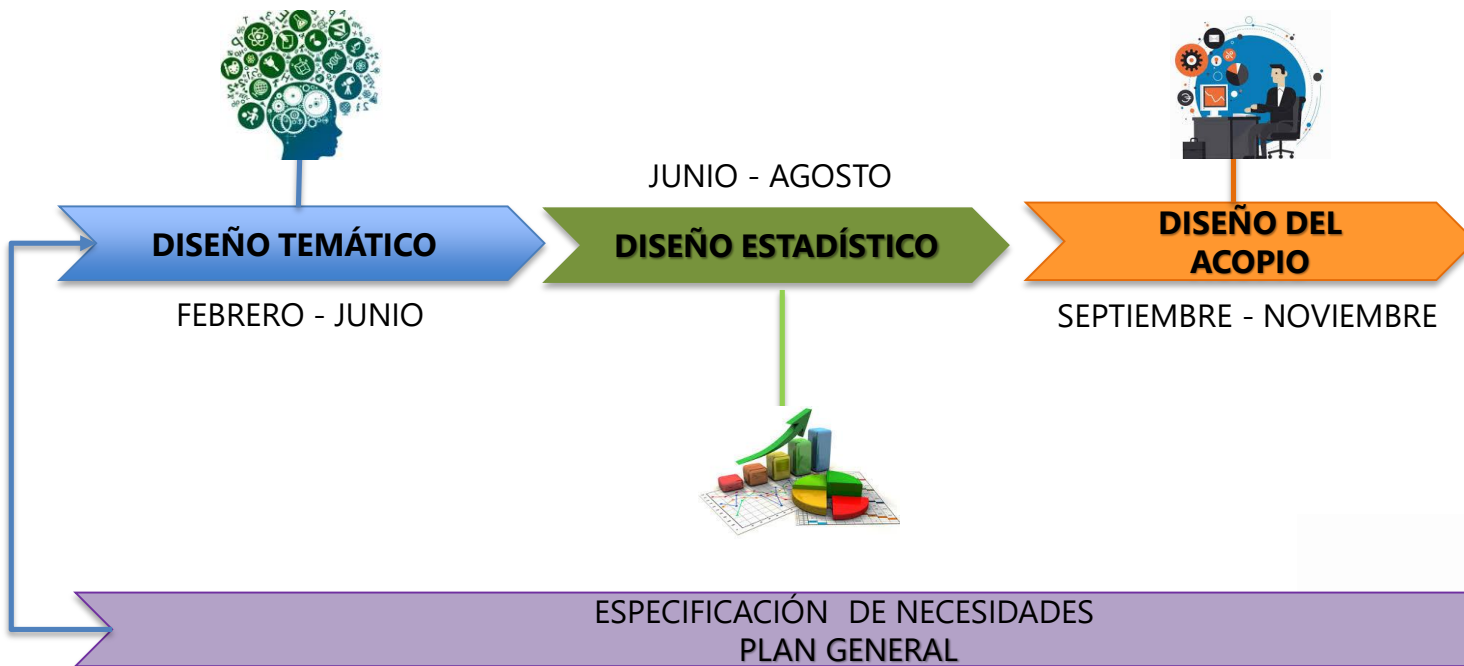 JUNIO - AGOSTO
DISEÑO TEMÁTICO
DISEÑO ESTADÍSTICO
DISEÑO DEL
ACOPIO
FEBRERO - JUNIO
SEPTIEMBRE - NOVIEMBRE
ESPECIFICACIÓN  DE NECESIDADES
PLAN GENERAL